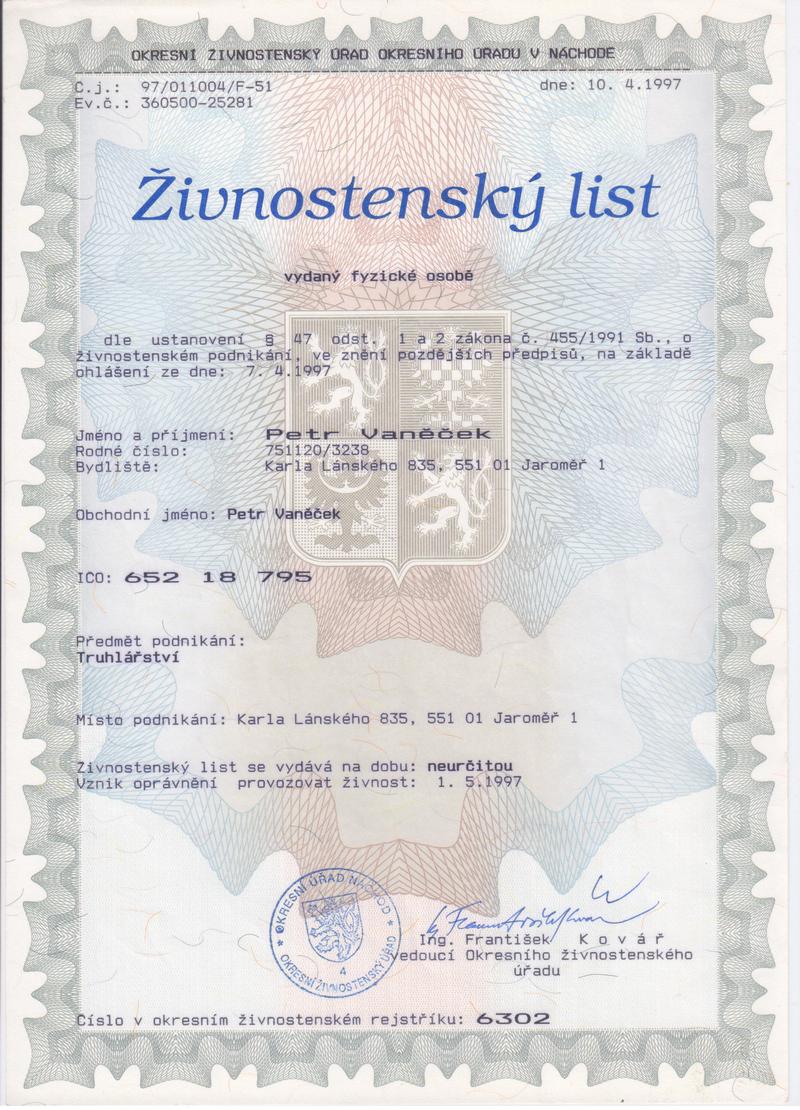 OKRESNÍ ŽIVNOSTENSKÝ ÚŘAD OKRESNÍHO ÚŘADU V NÁCHODĚ
Č.j.: 97/011004/F-51 dne: 10. 4.1997
Ev.č.: 360500-25281
Živnostenský list
vydaný fyzické osobě
dle ustanovení § 47 odst. 1 a 2 zákona č. 455/1991 Sb., o
živnostenském podnikání, ve znění pozdějších předpisů, na základě
ohlášení ze dne: 7. 4.1997
Jméno a příjmení: Petr Vaněček
Rodné číslo: 751120/3238
Bydliště: Karla Lánského 835, 551 01 Jaroměř 1
Obchodní jméno: Petr Vaněček
IČO: 652 18 795
Předmět podnikání:
Truhlářství
Místo podnikání: Karla Lánského 835, 551 01 Jaroměř 1
Živnostenský list se vydává na dobu: neurčitou
Vznik oprávnění provozovat živnost: 1. 5.1997
OKRESNÍ ÚŘAD NÁCHOD
4
OKRESNÍ ŽIVNOSTENSKÝ ÚŘAD
Ing. František K o v á ř
vedoucí Okresního živnostenského
úřadu
Číslo v okresním živnostenském rejstříku: 6302